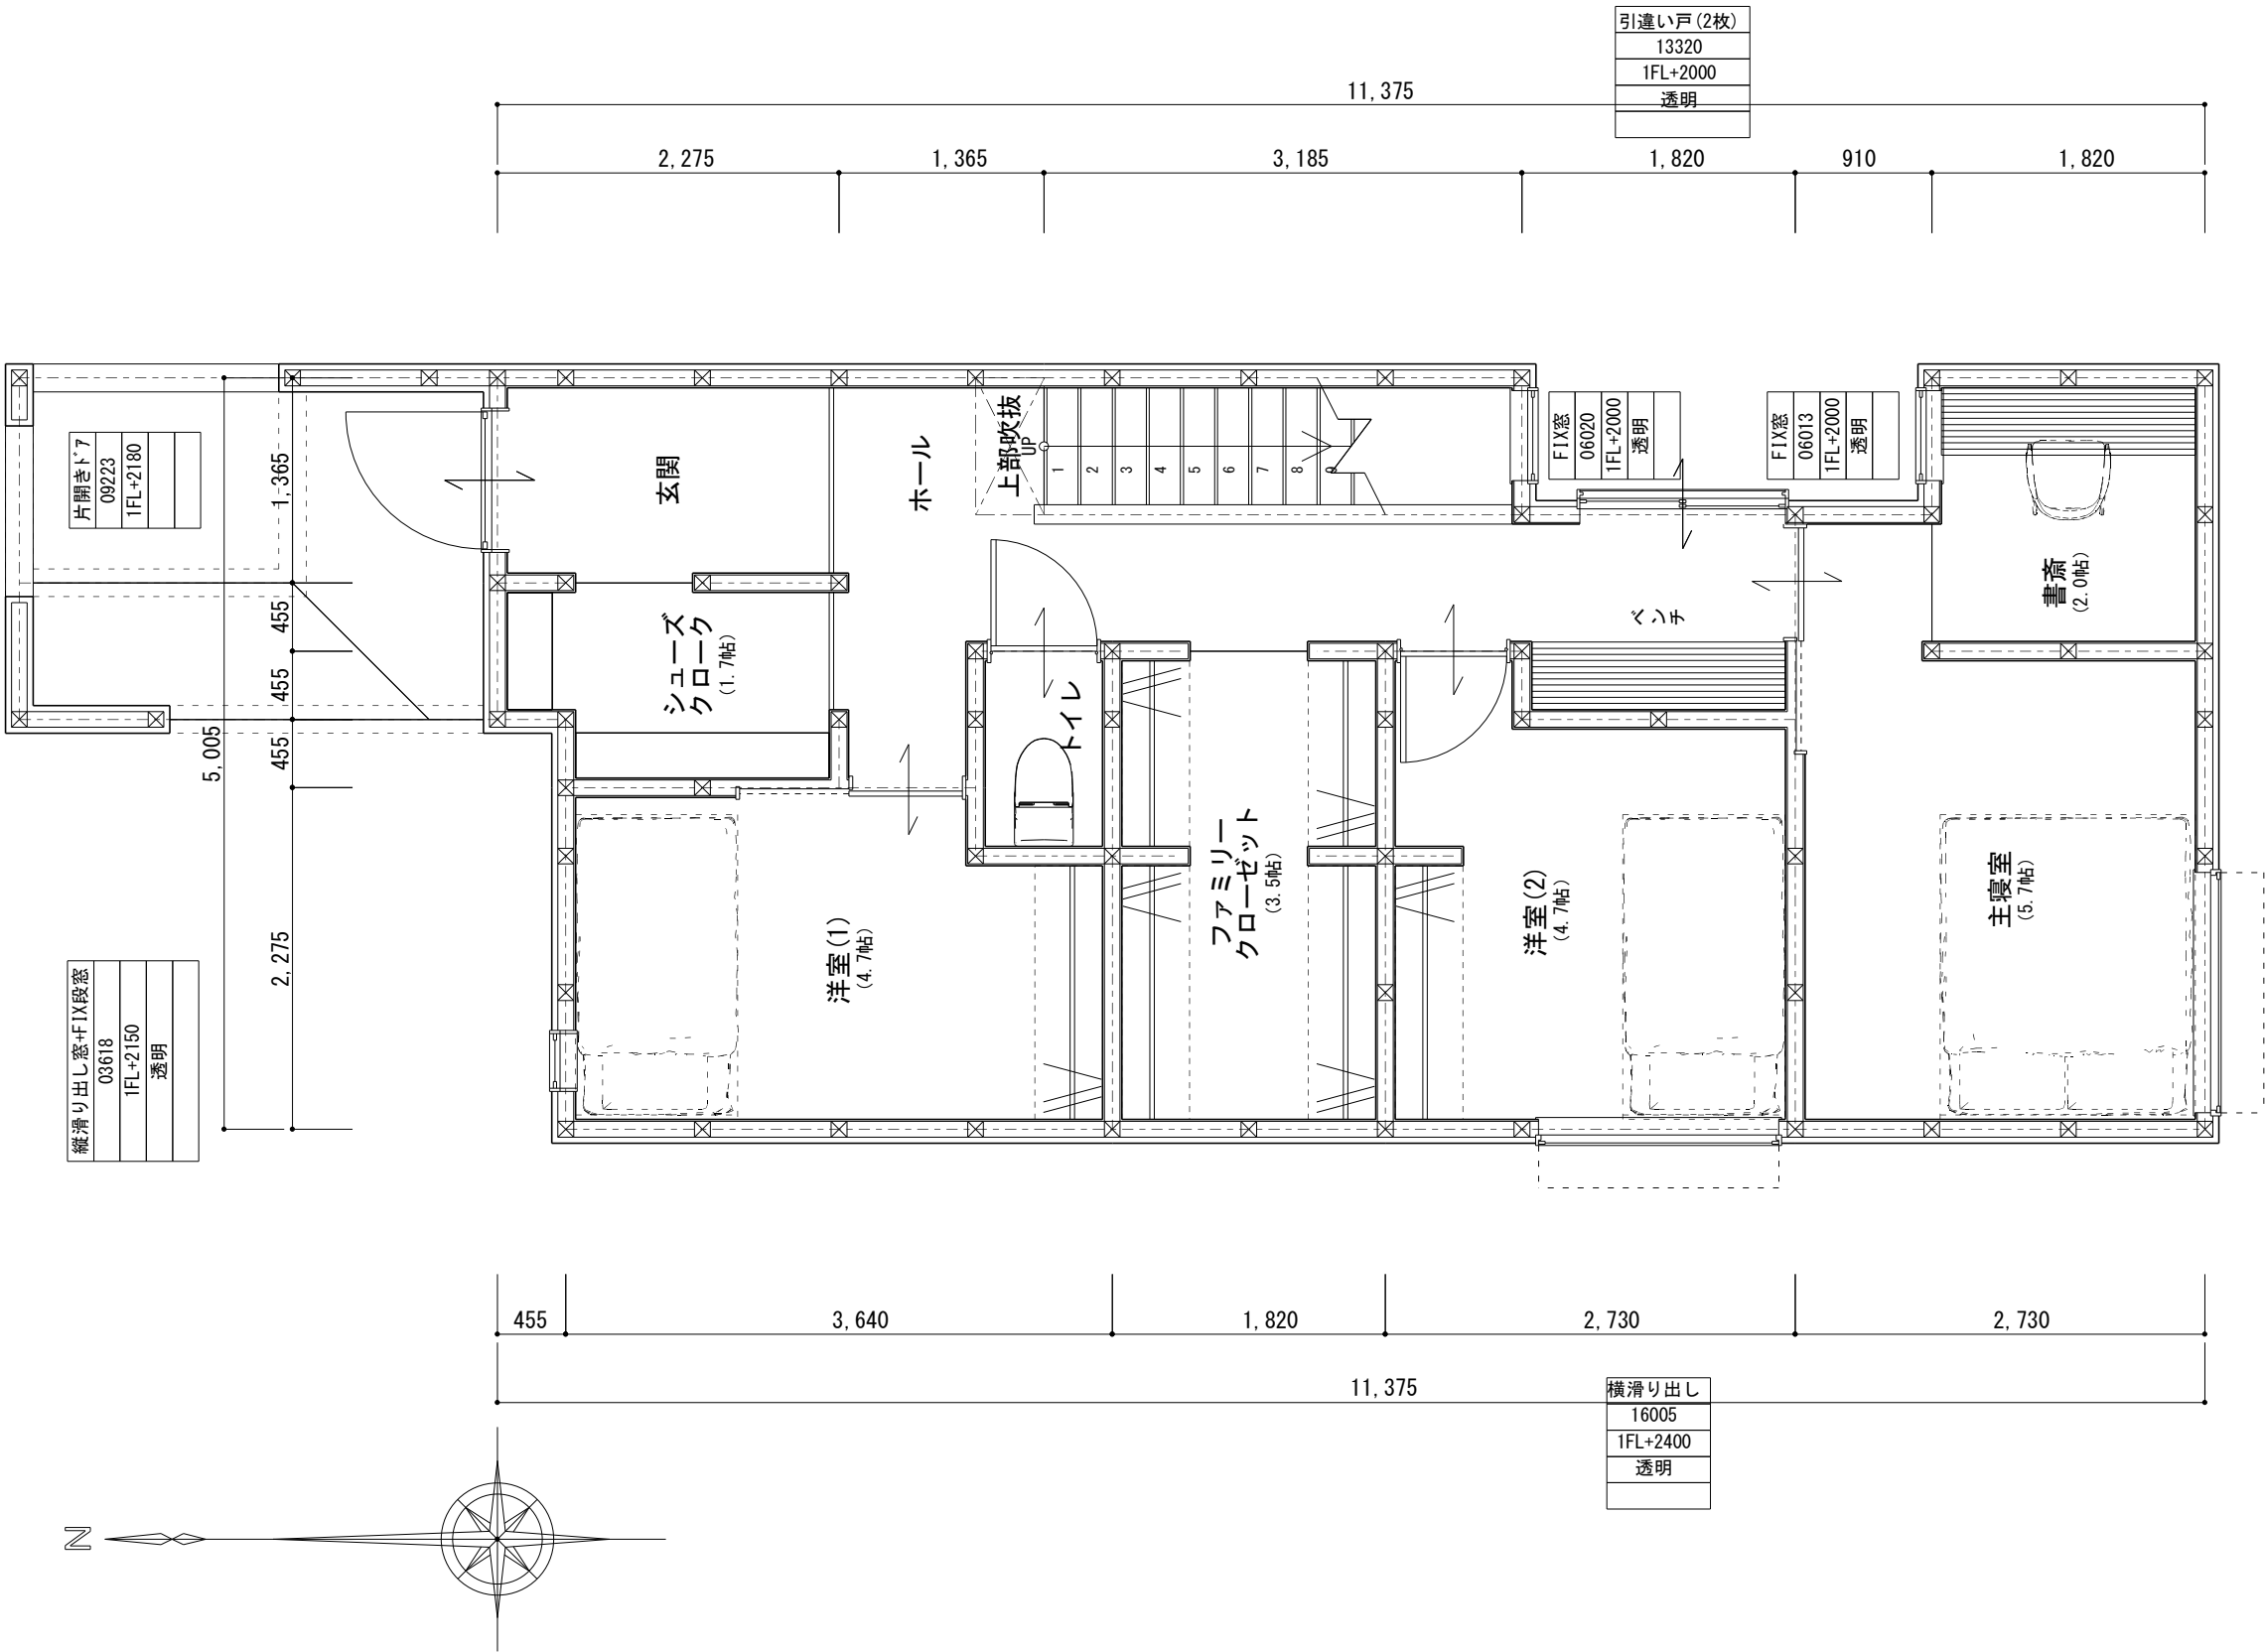 引違い戸(2枚)
13320
1FL+2000
透明
11,375
2,275
1,365
3,185
1,820
910
1,820
片開きドア
09223
1FL+2180
1,365
455
455
455
5,005
2,275
縦滑り出し窓+FIX段窓
03618
1FL+2150
透明
玄関
ホール
上部吹抜
UP
1
2
3
4
5
6
7
8
9
FIX窓
06020
1FL+2000
透明
FIX窓
06013
1FL+2000
透明
書斎
(2.0帖)
ベンチ
シューズ
クローク
(1.7帖)
トイレ
ファミリー
クローゼット
(3.5帖)
洋室(1)
(4.7帖)
洋室(2)
(4.7帖)
主寝室
(5.7帖)
455
3,640
1,820
2,730
2,730
11,375
横滑り出し
16005
1FL+2400
透明
N